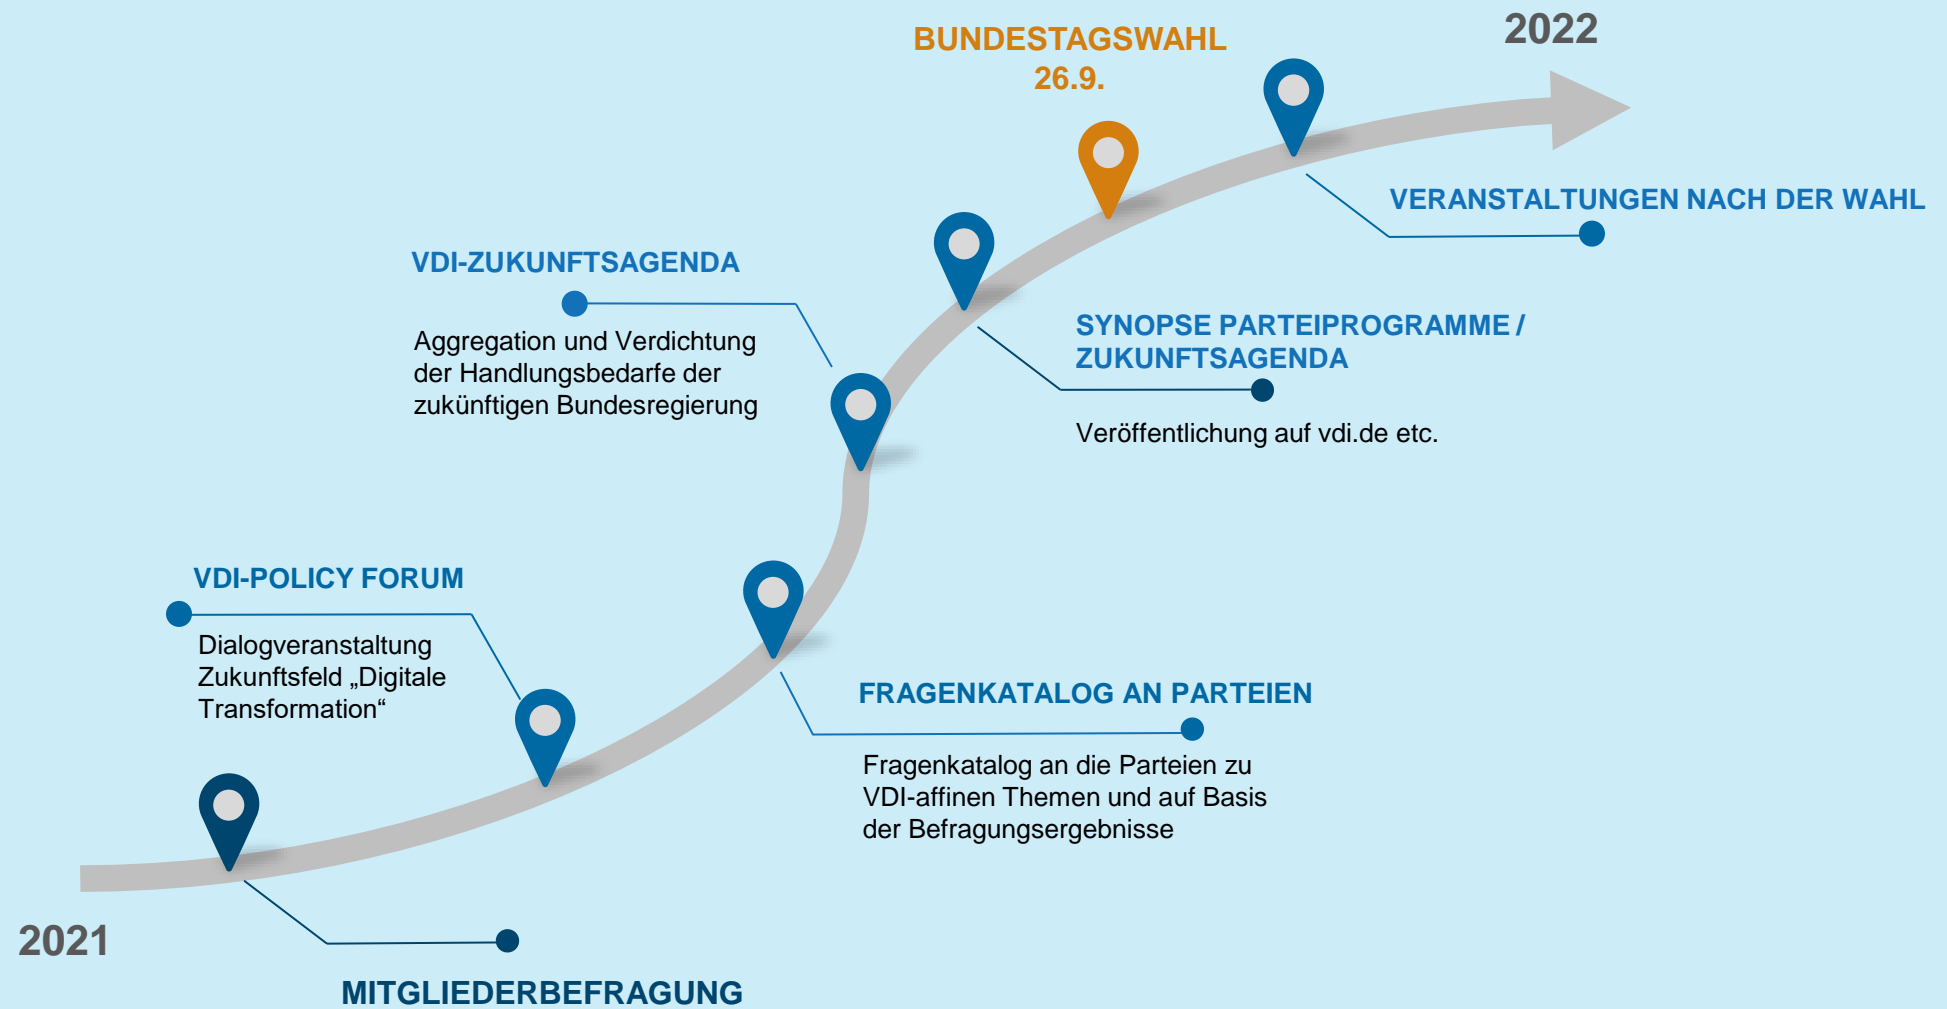 2022
BUNDESTAGSWAHL
26.9.
VERANSTALTUNGEN NACH DER WAHL
VDI-ZUKUNFTSAGENDA
Aggregation und Verdichtung
der Handlungsbedarfe der
zukünftigen Bundesregierung
SYNOPSE PARTEIPROGRAMME /
ZUKUNFTSAGENDA
Veröffentlichung auf vdi.de etc.
VDI-POLICY FORUM
Dialogveranstaltung
Zukunftsfeld „Digitale
Transformation“
FRAGENKATALOG AN PARTEIEN
Fragenkatalog an die Parteien zu
VDI-affinen Themen und auf Basis
der Befragungsergebnisse
2021
MITGLIEDERBEFRAGUNG